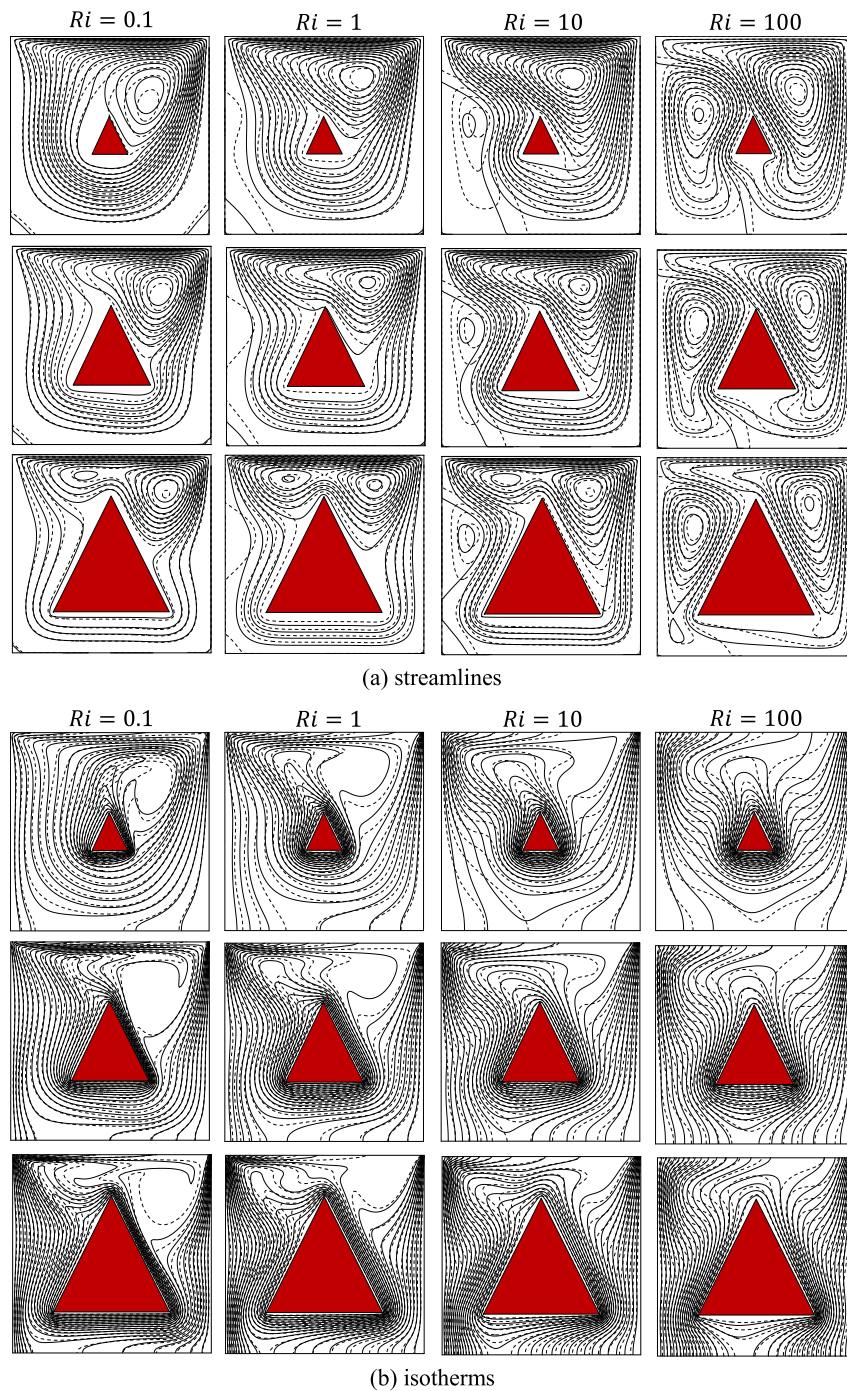 Ri = 0.1 Ri = 1 Ri = 10 Ri = 100
(a) streamlines
Ri = 0.1 Ri = 1 Ri = 10 Ri = 100
(b) isotherms